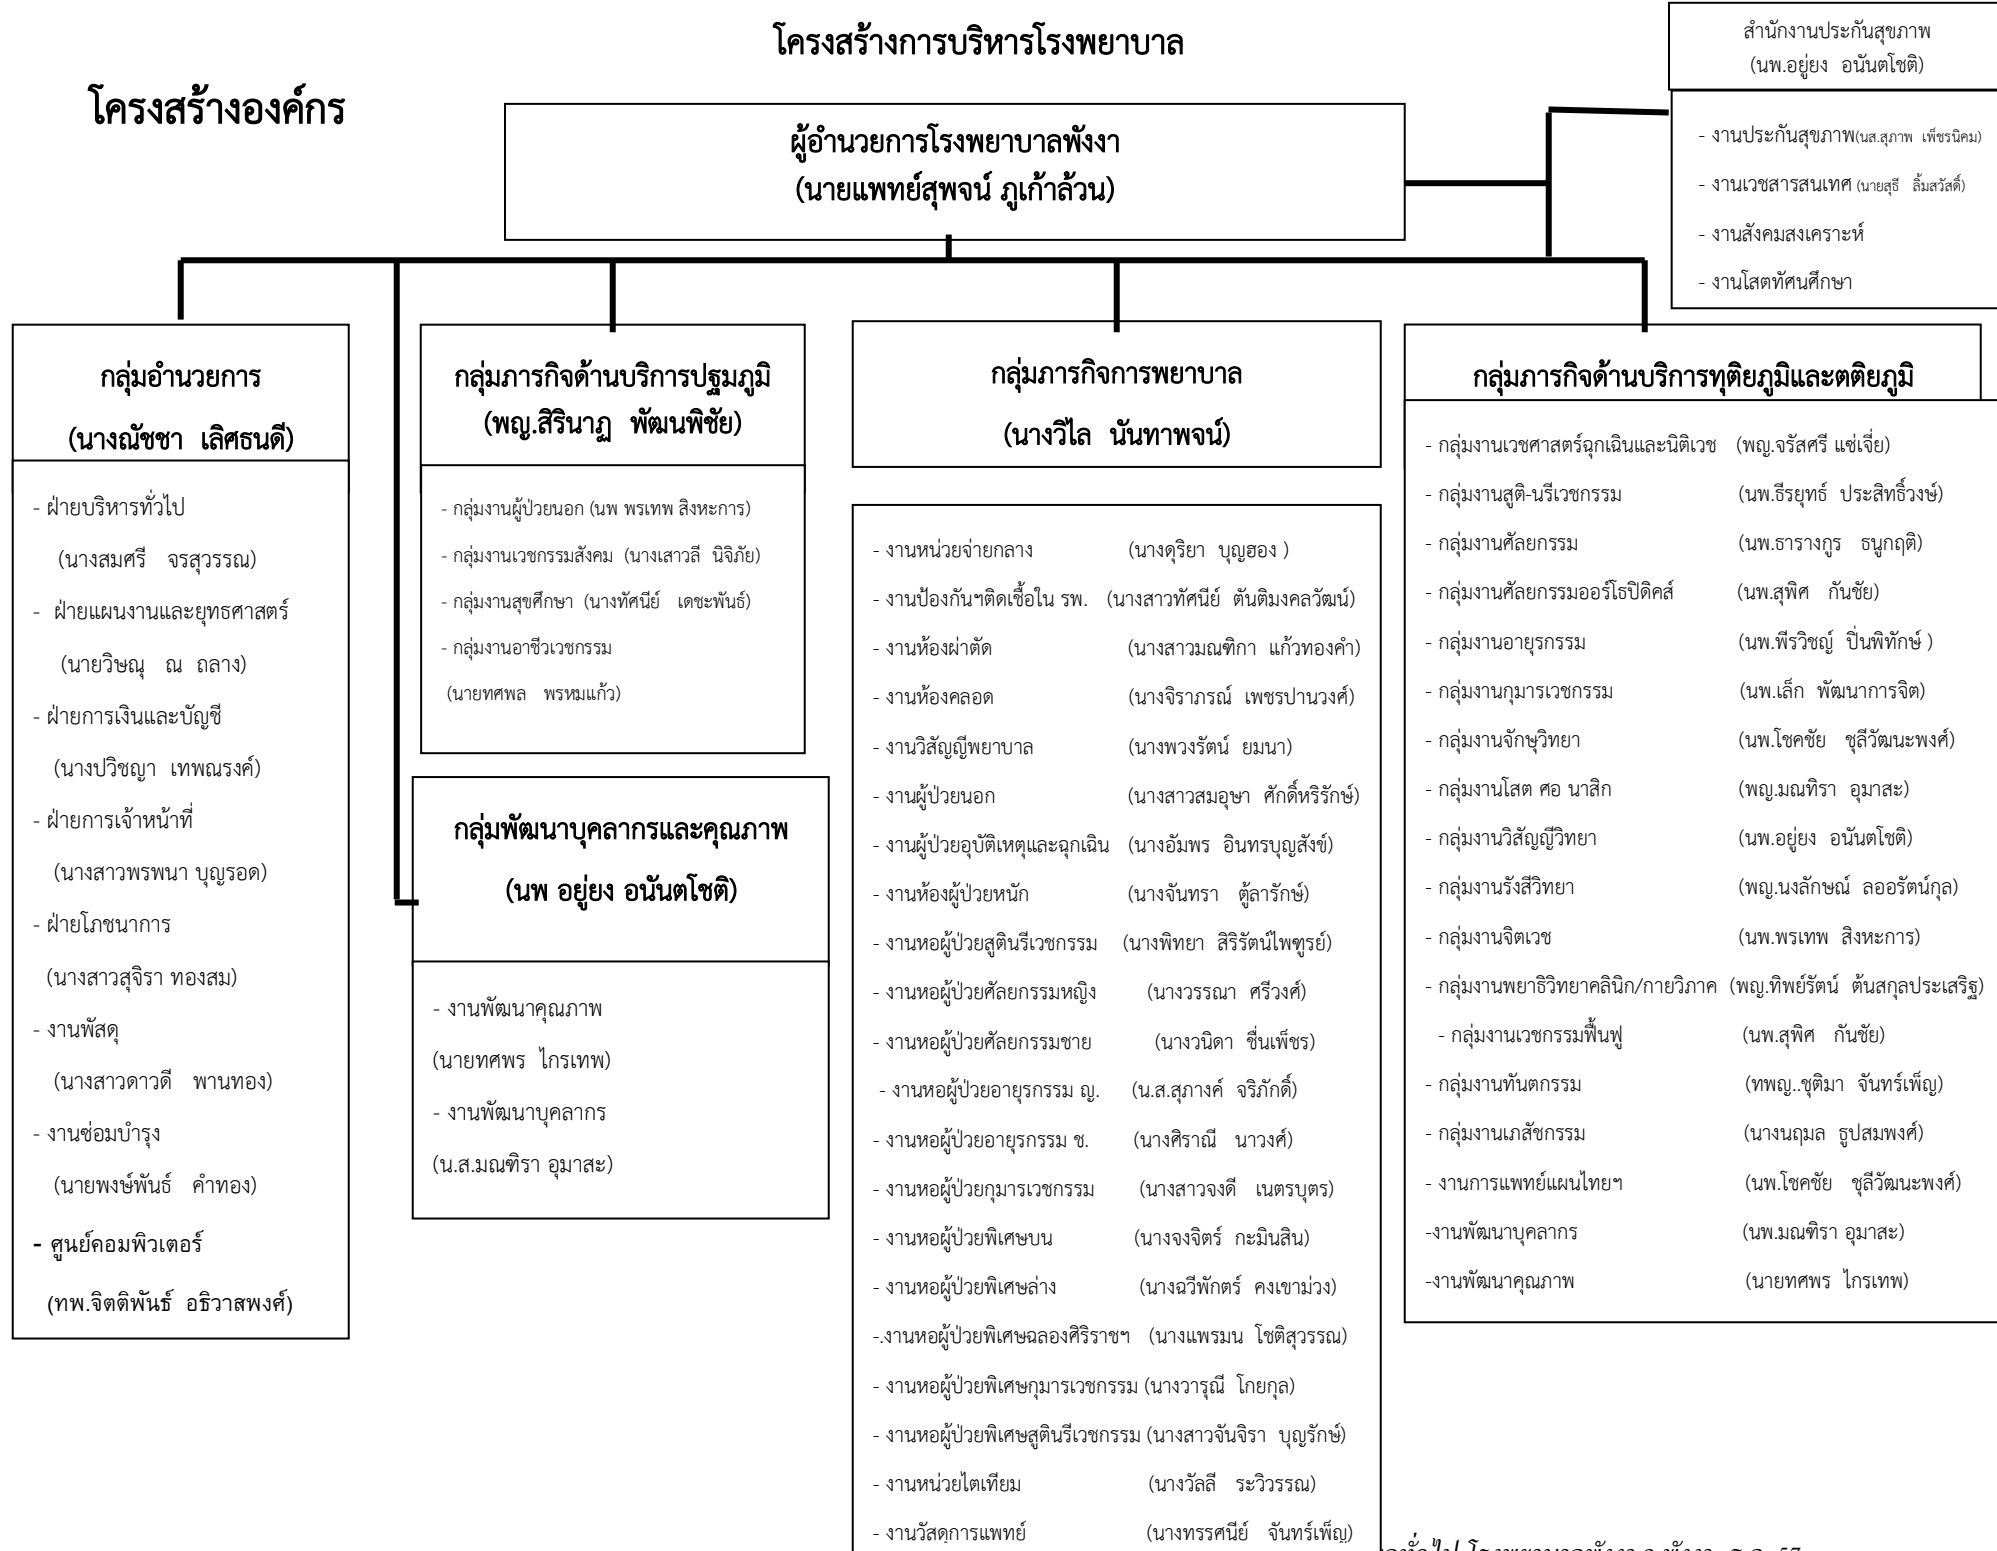 โครงสร้างการบริหารโรงพยาบาล
โครงสร้างองค์กร
สำนักงานประกันสุขภาพ
(นพ.อยู่ยง อนันตโชติ)
- งานประกันสุขภาพ(นส.สุภาพ เพ็ชรนิคม)
- งานเวชสารสนเทศ (นายสุธี ลิ้มสวัสดิ์)
- งานสังคมสงเคราะห์
- งานโสตทัศนศึกษา
ผู้อำนวยการโรงพยาบาลพังงา
(นายแพทย์สุพจน์ ภูเก้าล้วน)
กลุ่มอำนวยการ
(นางณัชชา เลิศธนดี)
- ฝ่ายบริหารทั่วไป
(นางสมศรี จรสุวรรณ)
- ฝ่ายแผนงานและยุทธศาสตร์
(นายวิษณุ ณ ถลาง)
- ฝ่ายการเงินและบัญชี
(นางปวิชญา เทพณรงค์)
- ฝ่ายการเจ้าหน้าที่
(นางสาวพรพนา บุญรอด)
- ฝ่ายโภชนาการ
(นางสาวสุจิรา ทองสม)
- งานพัสดุ
(นางสาวดาวดี พานทอง)
- งานซ่อมบำรุง
(นายพงษ์พันธ์ คำทอง)
- ศูนย์คอมพิวเตอร์
(ทพ.จิตติพันธ์ อธิวาสพงศ์)
กลุ่มภารกิจด้านบริการปฐมภูมิ
(พญ.สิรินาฏ พัฒนพิชัย)
- กลุ่มงานผู้ป่วยนอก (นพ พรเทพ สิงหะการ)
- กลุ่มงานเวชกรรมสังคม (นางเสาวลี นิจิภัย)
- กลุ่มงานสุขศึกษา (นางทัศนีย์ เดชะพันธ์)
- กลุ่มงานอาชีวเวชกรรม
(นายทศพล พรหมแก้ว)
กลุ่มพัฒนาบุคลากรและคุณภาพ
(นพ อยู่ยง อนันตโชติ)
- งานพัฒนาคุณภาพ
(นายทศพร ไกรเทพ)
- งานพัฒนาบุคลากร
(น.ส.มณฑิรา อุมาสะ)
กลุ่มภารกิจการพยาบาล
(นางวิไล นันทาพจน์)
- งานหน่วยจ่ายกลาง (นางดุริยา บุญฮอง )
- งานป้องกันฯติดเชื้อใน รพ. (นางสาวทัศนีย์ ตันติมงคลวัฒน์)
- งานห้องผ่าตัด (นางสาวมณฑิกา แก้วทองคำ)
- งานห้องคลอด (นางจิราภรณ์ เพชรปานวงศ์)
- งานวิสัญญีพยาบาล (นางพวงรัตน์ ยมนา)
- งานผู้ป่วยนอก (นางสาวสมอุษา ศักดิ์หริรักษ์)
- งานผู้ป่วยอุบัติเหตุและฉุกเฉิน (นางอัมพร อินทรบุญสังข์)
- งานห้องผู้ป่วยหนัก (นางจันทรา ตู้ลารักษ์)
- งานหอผู้ป่วยสูตินรีเวชกรรม (นางพิทยา สิริรัตน์ไพฑูรย์)
- งานหอผู้ป่วยศัลยกรรมหญิง (นางวรรณา ศรีวงศ์)
- งานหอผู้ป่วยศัลยกรรมชาย (นางวนิดา ชื่นเพ็ชร)
- งานหอผู้ป่วยอายุรกรรม ญ. (น.ส.สุภางค์ จริภักดิ์)
- งานหอผู้ป่วยอายุรกรรม ช. (นางศิราณี นาวงศ์)
- งานหอผู้ป่วยกุมารเวชกรรม (นางสาวจงดี เนตรบุตร)
- งานหอผู้ป่วยพิเศษบน (นางจงจิตร์ กะมินสิน)
- งานหอผู้ป่วยพิเศษล่าง (นางฉวีพักตร์ คงเขาม่วง)
-.งานหอผู้ป่วยพิเศษฉลองศิริราชฯ (นางแพรมน โชติสุวรรณ)
- งานหอผู้ป่วยพิเศษกุมารเวชกรรม (นางวารุณี โกยกุล)
- งานหอผู้ป่วยพิเศษสูตินรีเวชกรรม (นางสาวจันจิรา บุญรักษ์)
- งานหน่วยไตเทียม (นางวัลลี ระวิวรรณ)
- งานวัสดุการแพทย์ (นางทรรศนีย์ จันทร์เพ็ญ)
กลุ่มภารกิจด้านบริการทุติยภูมิและตติยภูมิ
- กลุ่มงานเวชศาสตร์ฉุกเฉินและนิติเวช (พญ.จรัสศรี แซ่เจี่ย)
- กลุ่มงานสูติ-นรีเวชกรรม (นพ.ธีรยุทธ์ ประสิทธิ์วงษ์)
- กลุ่มงานศัลยกรรม (นพ.ธารางกูร ธนูกฤติ)
- กลุ่มงานศัลยกรรมออร์โธปิดิคส์ (นพ.สุพิศ กันชัย)
- กลุ่มงานอายุรกรรม (นพ.พีรวิชญ์ ปิ่นพิทักษ์ )
- กลุ่มงานกุมารเวชกรรม (นพ.เล็ก พัฒนาการจิต)
- กลุ่มงานจักษุวิทยา (นพ.โชคชัย ชุลีวัฒนะพงศ์)
- กลุ่มงานโสต ศอ นาสิก (พญ.มณฑิรา อุมาสะ)
- กลุ่มงานวิสัญญีวิทยา (นพ.อยู่ยง อนันตโชติ)
- กลุ่มงานรังสีวิทยา (พญ.นงลักษณ์ ลออรัตน์กุล)
- กลุ่มงานจิตเวช (นพ.พรเทพ สิงหะการ)
- กลุ่มงานพยาธิวิทยาคลินิก/กายวิภาค (พญ.ทิพย์รัตน์ ต้นสกุลประเสริฐ)
- กลุ่มงานเวชกรรมฟื้นฟู (นพ.สุพิศ กันชัย)
- กลุ่มงานทันตกรรม (ทพญ..ชุติมา จันทร์เพ็ญ)
- กลุ่มงานเภสัชกรรม (นางนฤมล ธูปสมพงศ์)
- งานการแพทย์แผนไทยฯ (นพ.โชคชัย ชุลีวัฒนะพงศ์)
-งานพัฒนาบุคลากร (นพ.มณฑิรา อุมาสะ)
-งานพัฒนาคุณภาพ (นายทศพร ไกรเทพ)